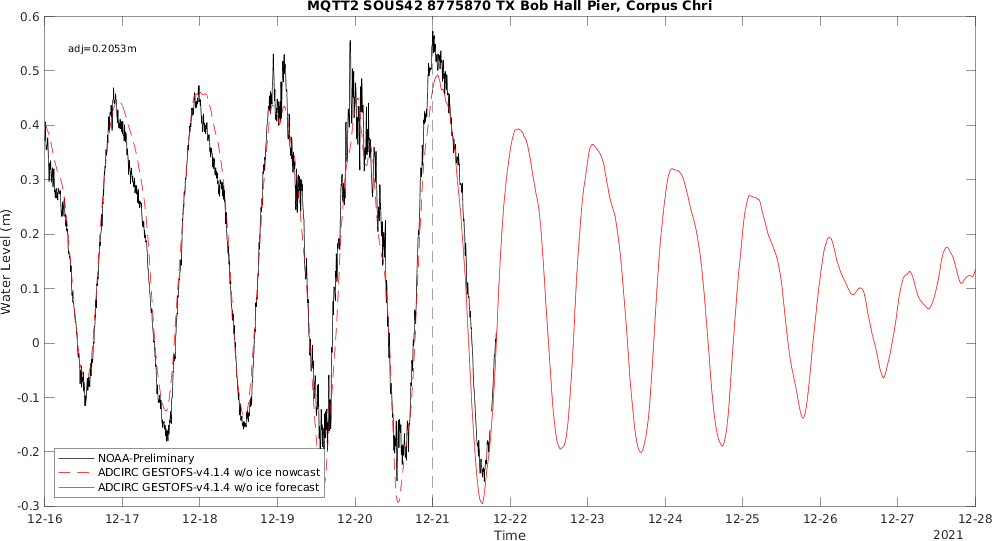 MQTT2 SOUS42 8775870 TX Bob Hall Pier, Corpus Chri
adj=0.2053m
Water Level (m)
0.6
0.5
0.4
0.3
0.2
0.1
0
-0.1
-0.2
-0.3
NOAA-Preliminary
ADCIRC GESTOFS-v4.1.4 w/o ice nowcast
ADCIRC GESTOFS-v4.1.4 w/o ice forecast
12-16 12-17 12-18 12-19 12-20 12-21 12-22 12-23 12-24 12-25 12-26 12-27 12-28
Time
2021